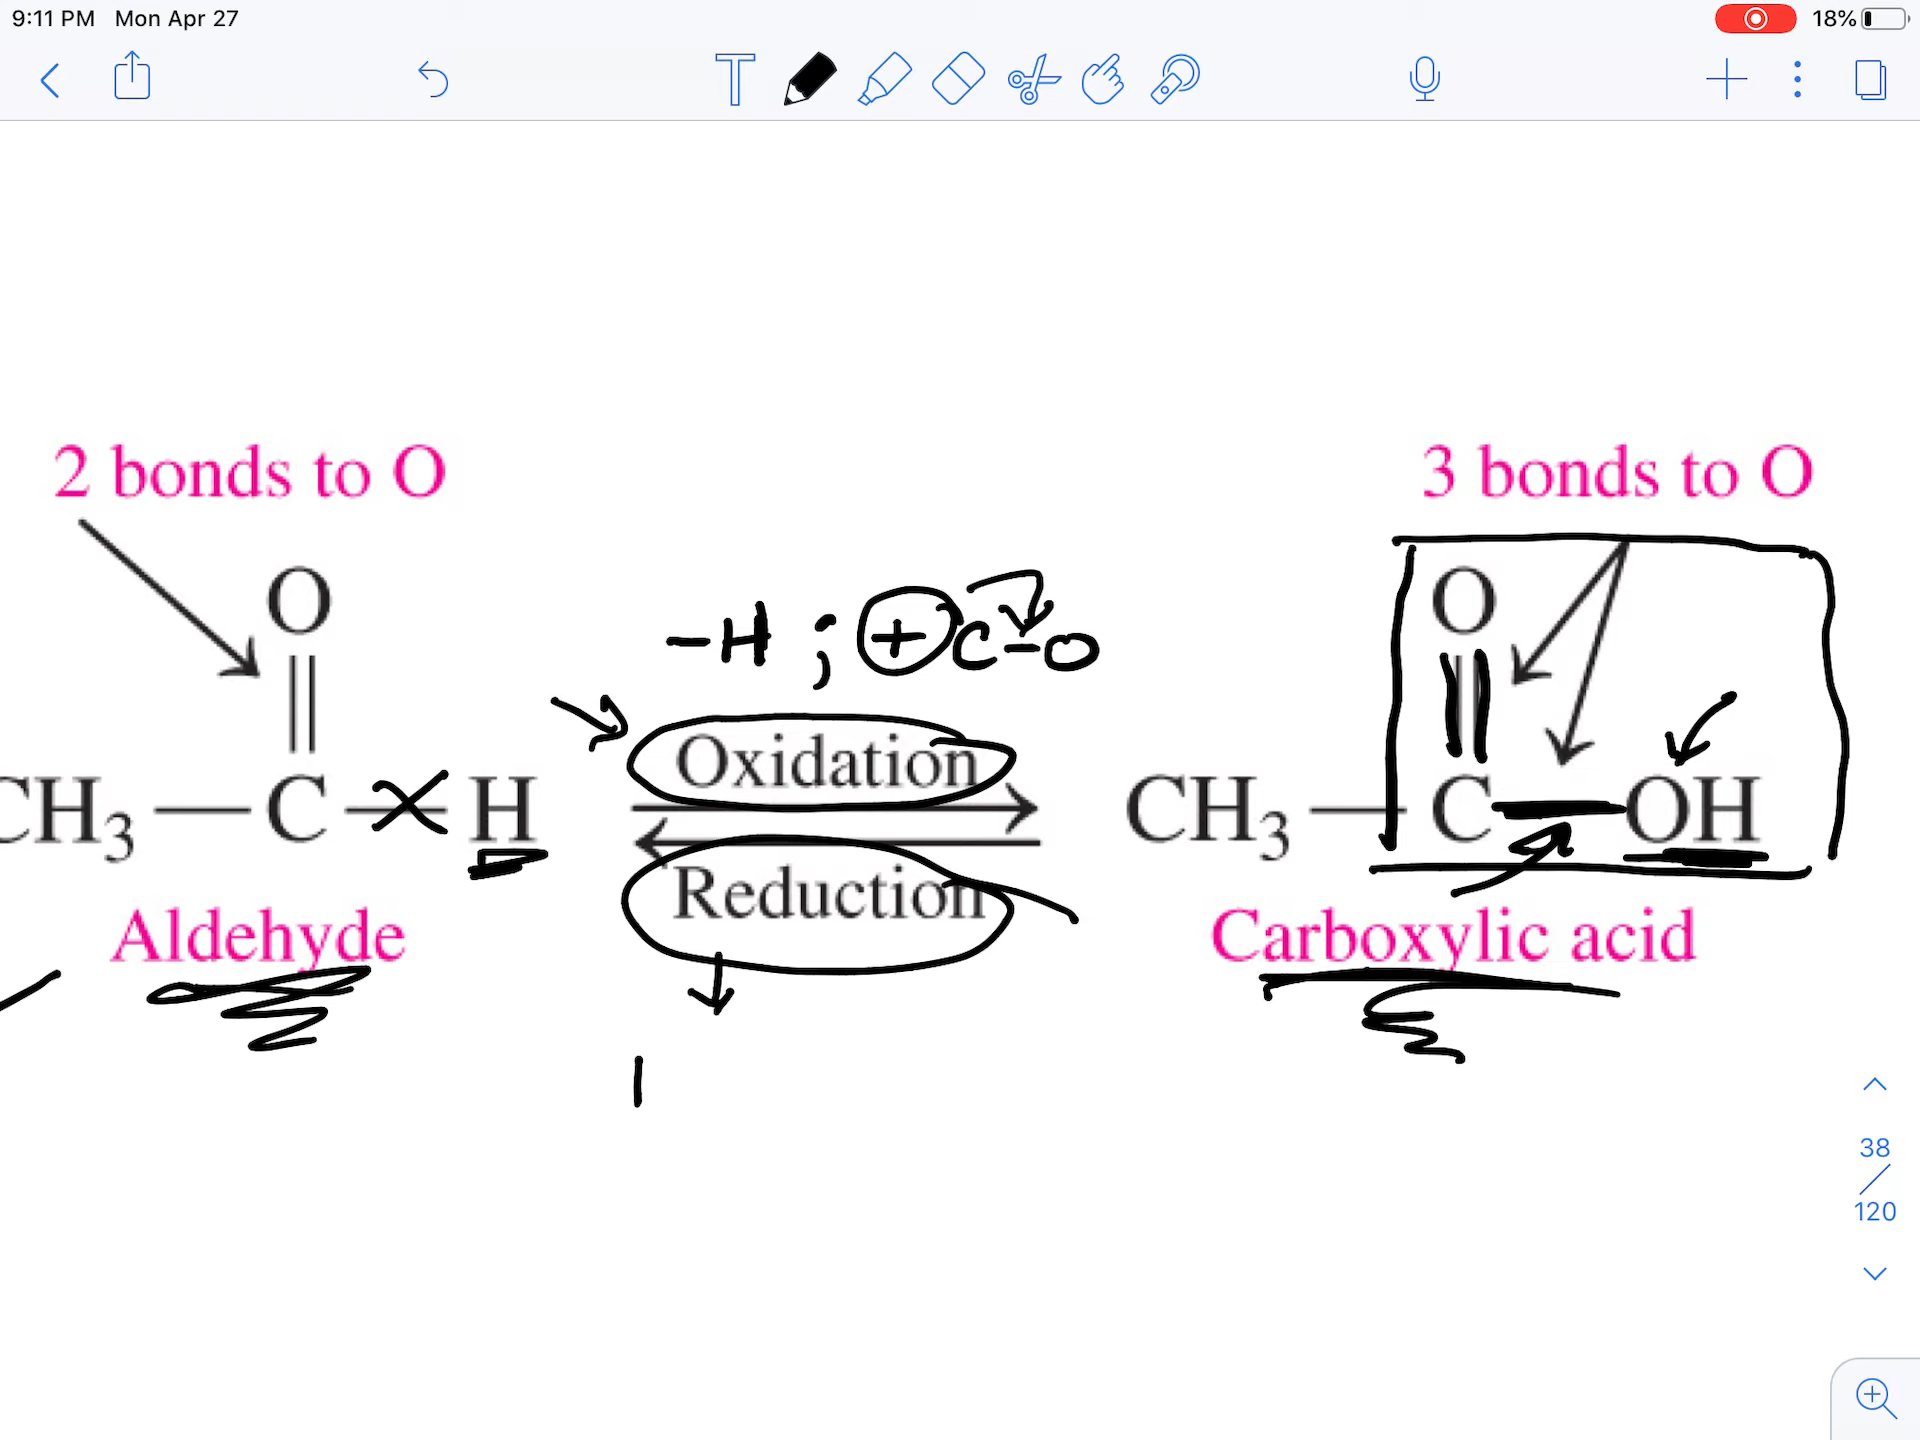 9:11 PM Mon Apr 27
18%
T
2 bonds to O
3 bonds to O
O
O
-H ; + C-O
Oxidation
CH3 — C — H
CH3 — C — OH
Reduction
Aldehyde
Carboxylic acid
38
120